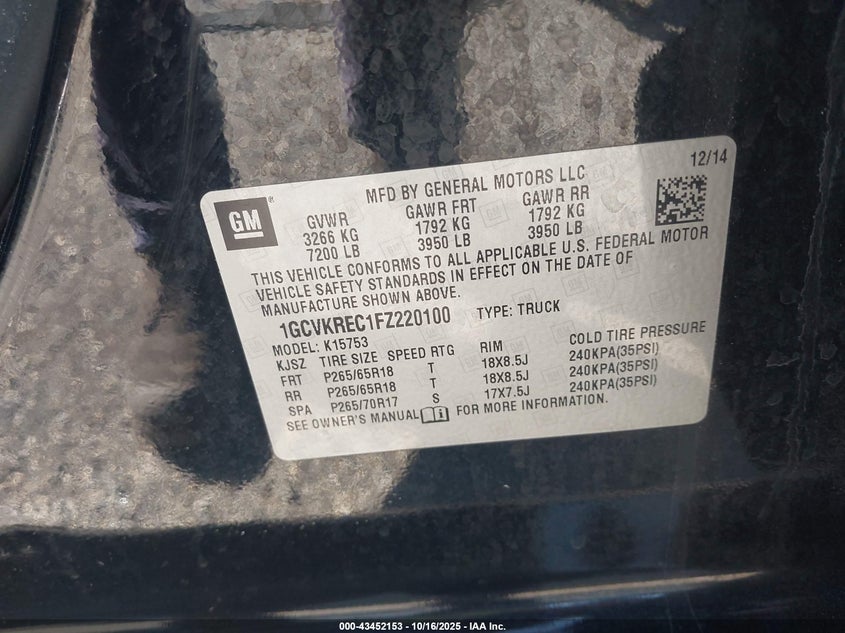 12/14
MFD BY GENERAL MOTORS LLC
GM®
GVWR GAWR FRT GAWR RR
3266 KG 1792 KG 1792 KG
7200 LB 3950 LB 3950 LB
THIS VEHICLE CONFORMS TO ALL APPLICABLE U.S. FEDERAL MOTOR
VEHICLE SAFETY STANDARDS IN EFFECT ON THE DATE OF
MANUFACTURE SHOWN ABOVE.
1GCVKREC1FZ220100 TYPE: TRUCK
MODEL: K15753
KJSZ TIRE SIZE SPEED RTG RIM COLD TIRE PRESSURE
FRT P265/65R18 T 18X8.5J 240KPA(35PSI)
RR P265/65R18 T 18X8.5J 240KPA(35PSI)
SPA P265/70R17 S 17X7.5J 240KPA(35PSI)
SEE OWNER'S MANUAL FOR MORE INFORMATION.
000-43452153 - 10/16/2025 - IAA Inc.